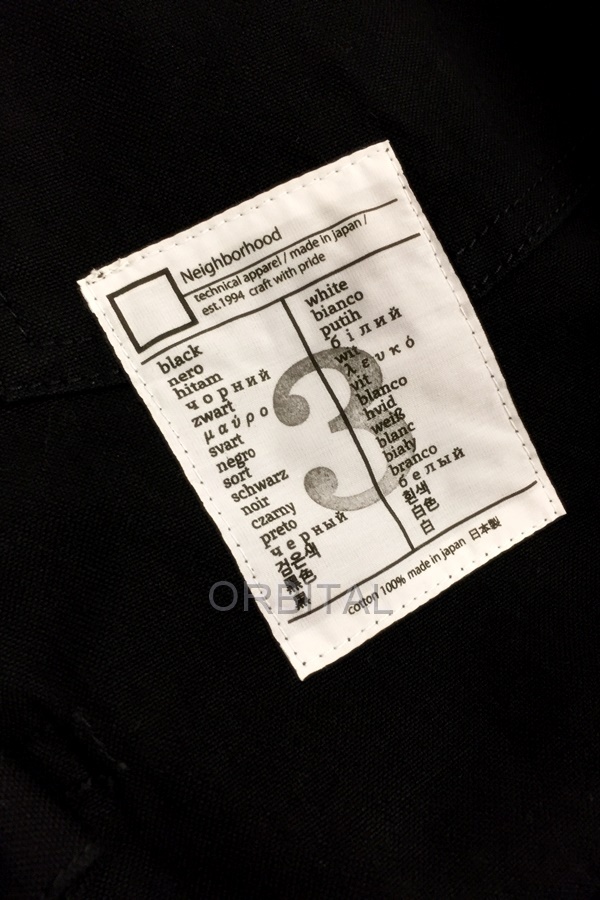 Neighborhood
technical apparel / made in japan /
est.1994 craft with pride
black
nero
hitam
чорний
zwart
μαύρο
svart
negro
sort
schwarz
noir
czarny
preto
черный
검은색
黒色
黒
white
bianco
putih
білий
wit
λευκό
vit
blanco
hvid
weiß
blanc
biały
branco
белый
흰색
白色
白
3
cotton 100% made in japan 日本製
ORBITAL